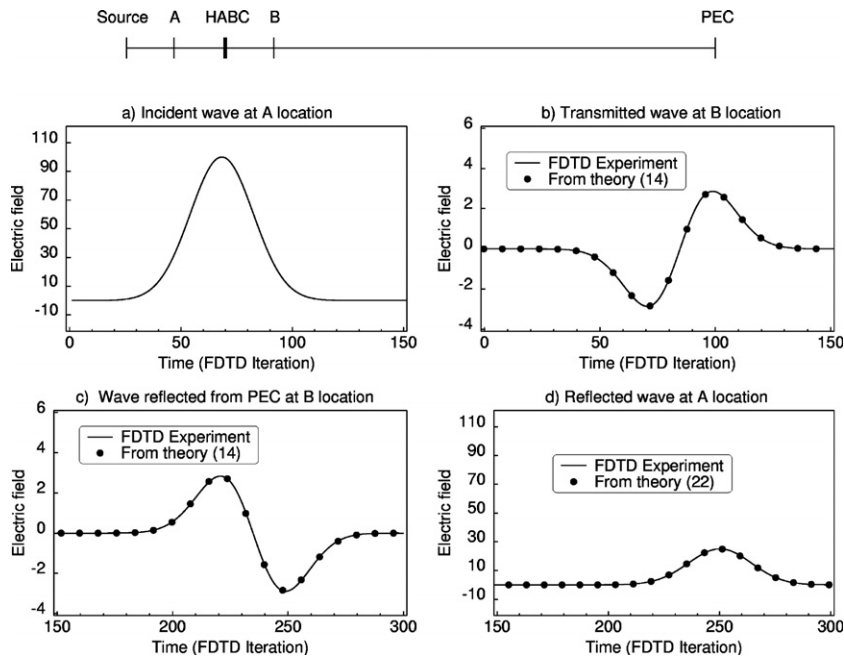 Source A HABC B PEC
a) Incident wave at A location
110
90
70
50
30
10
-10
Electric field
0 50 100 150
Time (FDTD Iteration)
b) Transmitted wave at B location
6
4
2
0
-2
-4
Electric field
FDTD Experiment
From theory (14)
0 50 100 150
Time (FDTD Iteration)
c) Wave reflected from PEC at B location
6
4
2
0
-2
-4
Electric field
FDTD Experiment
From theory (14)
150 200 250 300
Time (FDTD Iteration)
d) Reflected wave at A location
110
90
70
50
30
10
-10
Electric field
FDTD Experiment
From theory (22)
150 200 250 300
Time (FDTD Iteration)